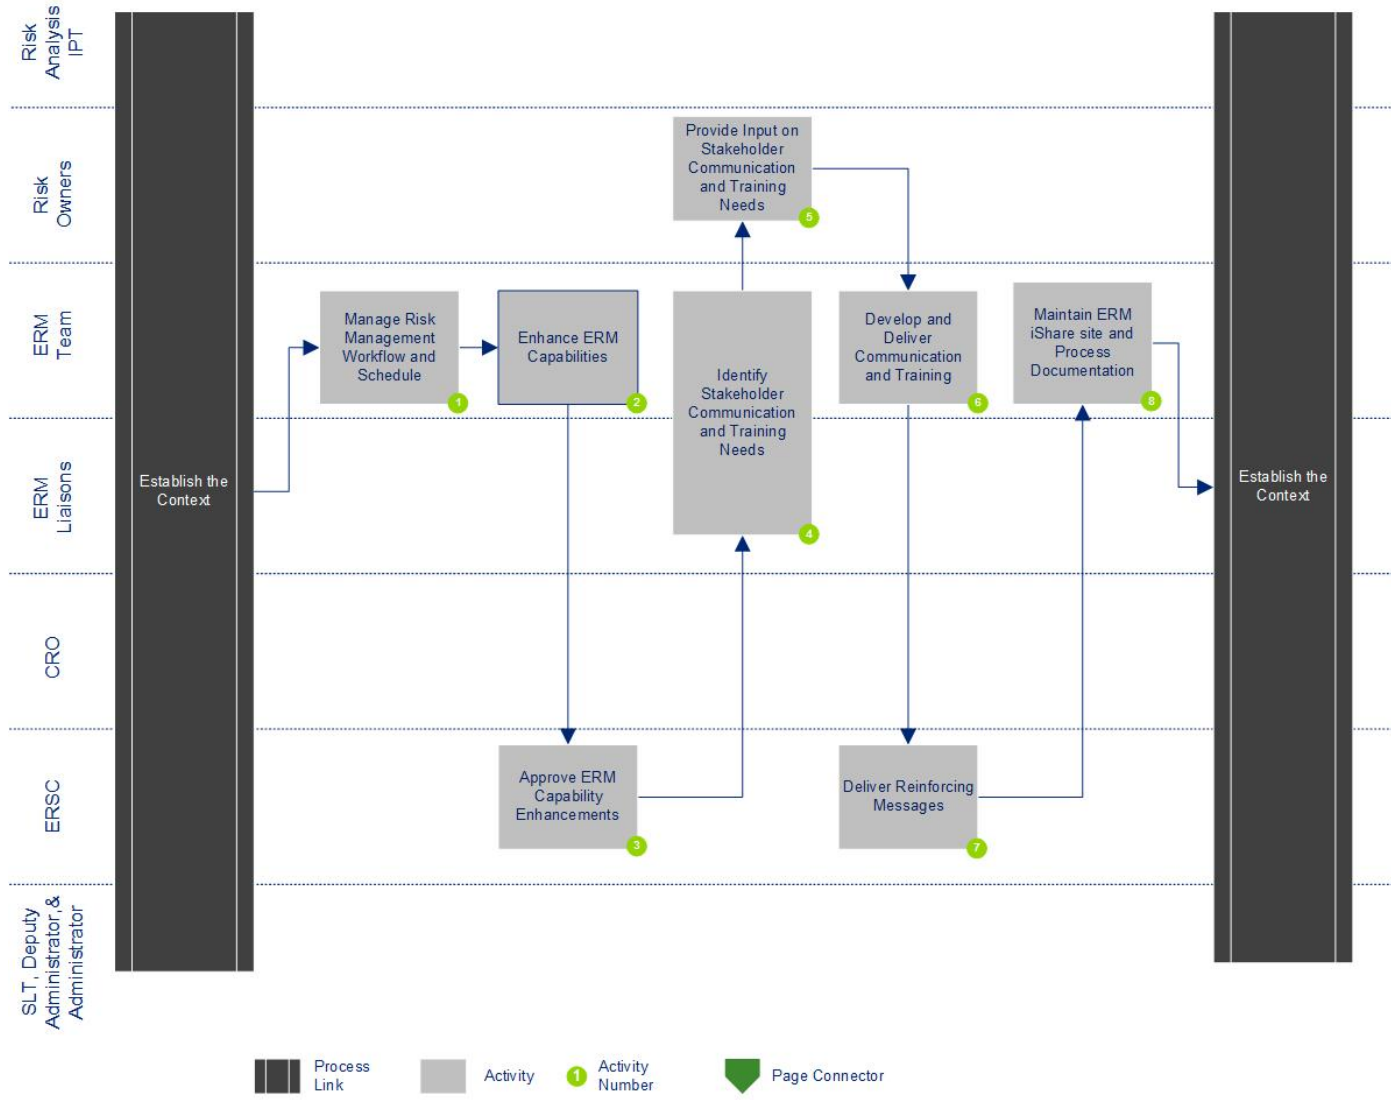 Risk
Analysis
IPT
Risk
Owners
ERM
Team
ERM
Liaisons
CRO
ERSC
SLT, Deputy
Administrator,&
Administrator
Establish the
Context
Manage Risk
Management
Workflow and
Schedule
1
Enhance ERM
Capabilities
2
Approve ERM
Capability
Enhancements
3
Identify
Stakeholder
Communication
and Training
Needs
4
Provide Input on
Stakeholder
Communication
and Training
Needs
5
Develop and
Deliver
Communication
and Training
6
Deliver Reinforcing
Messages
7
Maintain ERM
iShare site and
Process
Documentation
8
Establish the
Context
Process
Link
Activity
1
Activity
Number
Page Connector